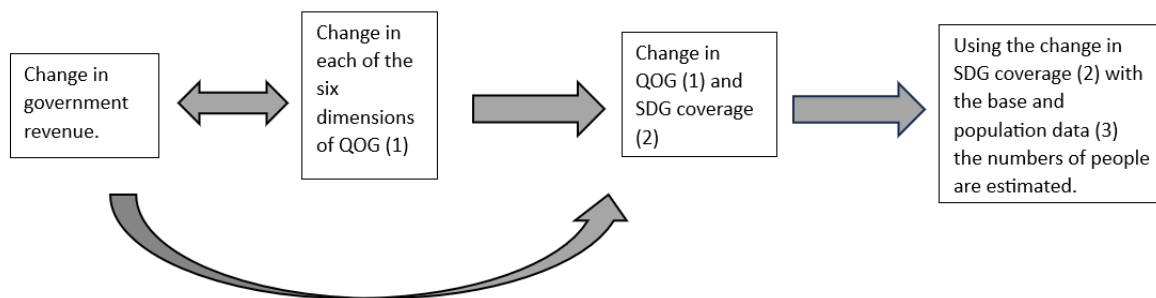 Change in
government
revenue.
Change in
each of the
six
dimensions
of QOG (1)
Change in
QOG (1) and
SDG coverage
(2)
Using the change in
SDG coverage (2) with
the base and
population data (3)
the numbers of people
are estimated.